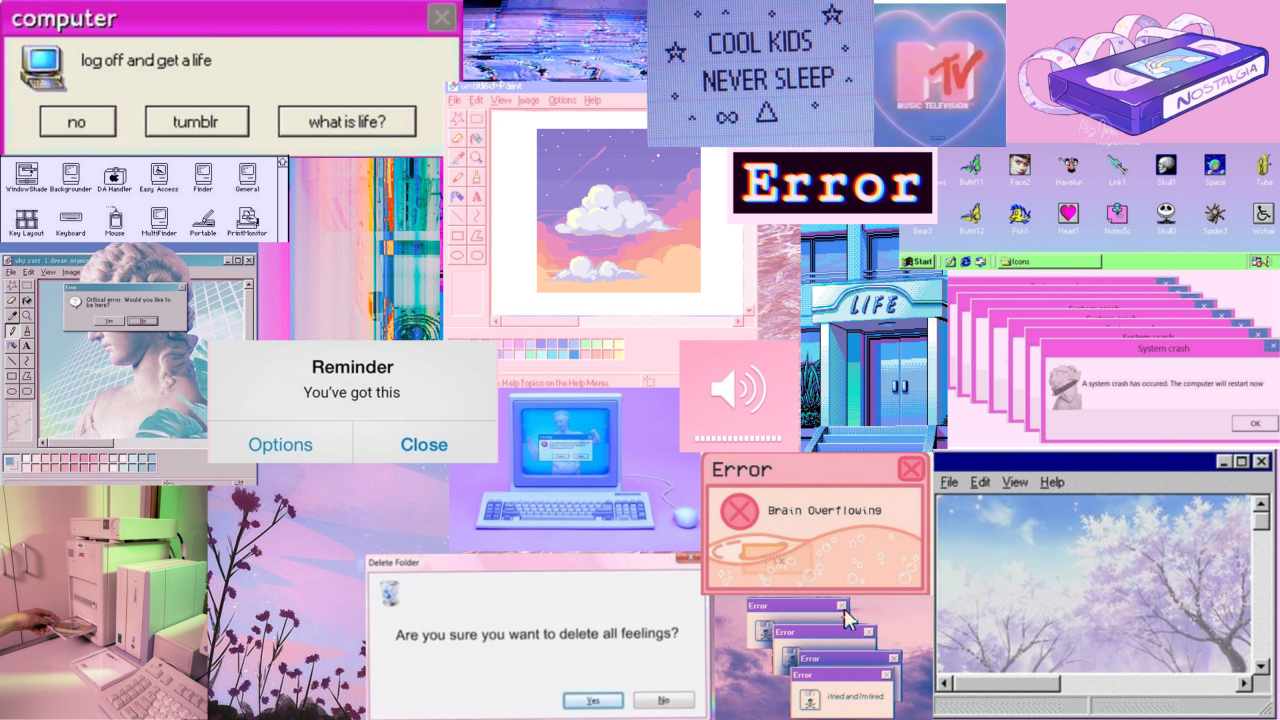 computer
log off and get a life
no
tumblr
what is life?
COOL KIDS
NEVER SLEEP
MTV
MUSIC TELEVISION
NOSTALGIA
untitled-Paint
File Edit View Image Options Help
Help Topics on the Help Menu.
WindowShade Backgrounder DA Handler Easy Access Finder General
Key Layout Keyboard Mouse MultiFinder Portable PrintMonitor
Error
Buttrfl1 Face2 Havefun Link1 Skull1 Space Tuba
Bear3 Buttrfl2 Fish1 Heart1 Skull2 Spider3 Wchair
Start
Icons
LIFE
why cant i dream anymore
File Edit View Image
Error
Critical error. Would you like to
be here?
Yes
No
Reminder
You've got this
Options
Close
System crash
System crash
System crash
A system crash has occured. The computer will restart now
OK
Error
Brain Overflowing
File Edit View Help
Delete Folder
Are you sure you want to delete all feelings?
Yes
No
Error
Error
Error
Error
i tried and i'm tired.